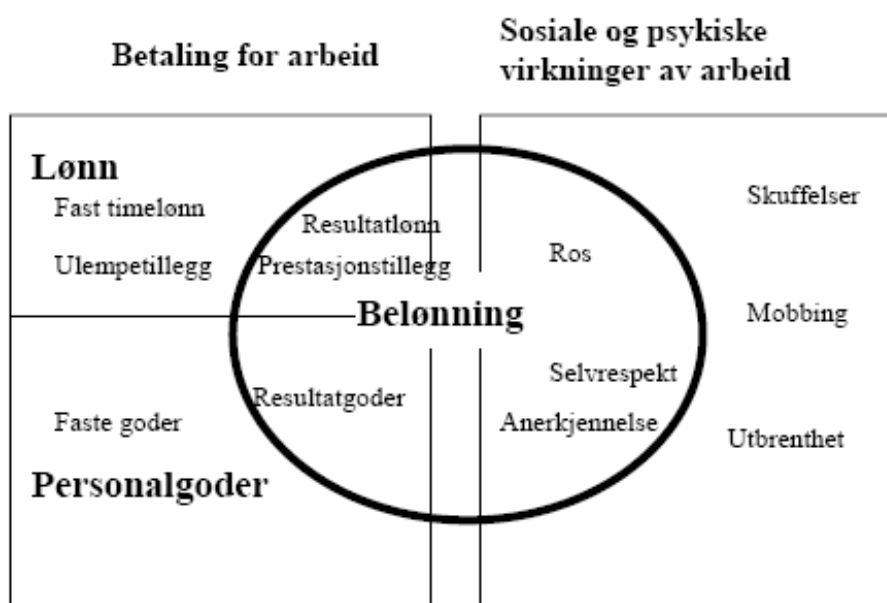 Betaling for arbeid
Sosiale og psykiske
virkninger av arbeid
Lønn
Fast timelønn
Ulempetillegg
Resultatlønn
Prestasjonstillegg
Belønning
Resultatgoder
Faste goder
Personalgoder
Ros
Selvrespekt
Anerkjennelse
Skuffelser
Mobbing
Utbrenthet